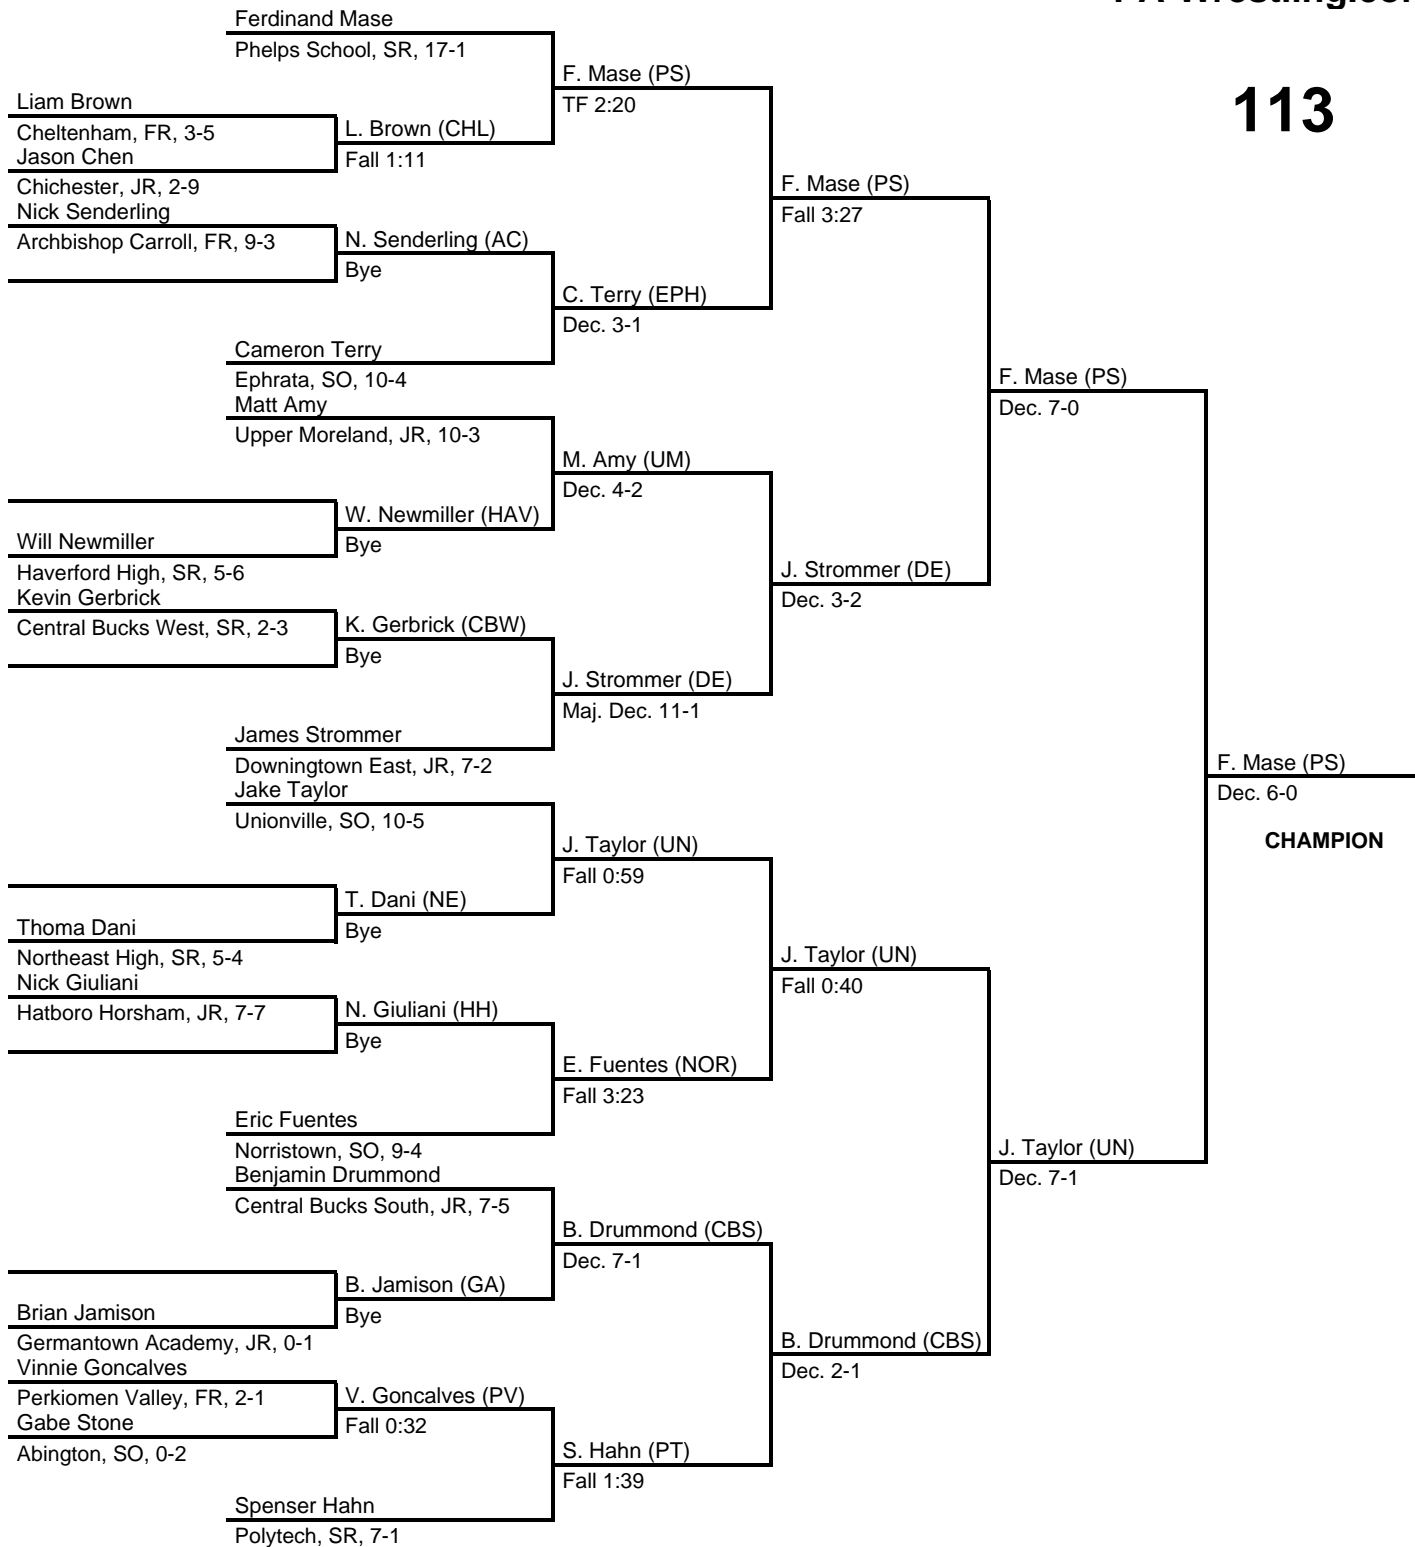 113
Ferdinand Mase
Phelps School, SR, 17-1
F. Mase (PS)
TF 2:20
Liam Brown
Cheltenham, FR, 3-5
L. Brown (CHL)
Jason Chen
Fall 1:11
Chichester, JR, 2-9
F. Mase (PS)
Nick Senderling
Fall 3:27
Archbishop Carroll, FR, 9-3
N. Senderling (AC)
Bye
C. Terry (EPH)
Dec. 3-1
Cameron Terry
Ephrata, SO, 10-4
F. Mase (PS)
Matt Amy
Dec. 7-0
Upper Moreland, JR, 10-3
M. Amy (UM)
Dec. 4-2
W. Newmiller (HAV)
Will Newmiller
Bye
Haverford High, SR, 5-6
J. Strommer (DE)
Kevin Gerbrick
Dec. 3-2
Central Bucks West, SR, 2-3
K. Gerbrick (CBW)
Bye
J. Strommer (DE)
Maj. Dec. 11-1
James Strommer
Downingtown East, JR, 7-2
F. Mase (PS)
Jake Taylor
Dec. 6-0
Unionville, SO, 10-5
CHAMPION
J. Taylor (UN)
Fall 0:59
T. Dani (NE)
Thoma Dani
Bye
Northeast High, SR, 5-4
J. Taylor (UN)
Nick Giuliani
Fall 0:40
Hatboro Horsham, JR, 7-7
N. Giuliani (HH)
Bye
E. Fuentes (NOR)
Fall 3:23
Eric Fuentes
Norristown, SO, 9-4
J. Taylor (UN)
Benjamin Drummond
Dec. 7-1
Central Bucks South, JR, 7-5
B. Drummond (CBS)
Dec. 7-1
B. Jamison (GA)
Brian Jamison
Bye
Germantown Academy, JR, 0-1
B. Drummond (CBS)
Vinnie Goncalves
Dec. 2-1
Perkiomen Valley, FR, 2-1
V. Goncalves (PV)
Gabe Stone
Fall 0:32
Abington, SO, 0-2
S. Hahn (PT)
Fall 1:39
Spenser Hahn
Polytech, SR, 7-1